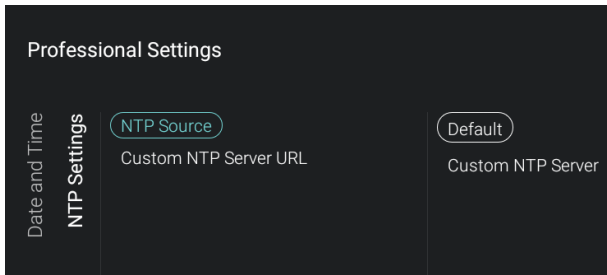 Professional Settings
Date and Time
NTP Settings
NTP Source
Custom NTP Server URL
Default
Custom NTP Server